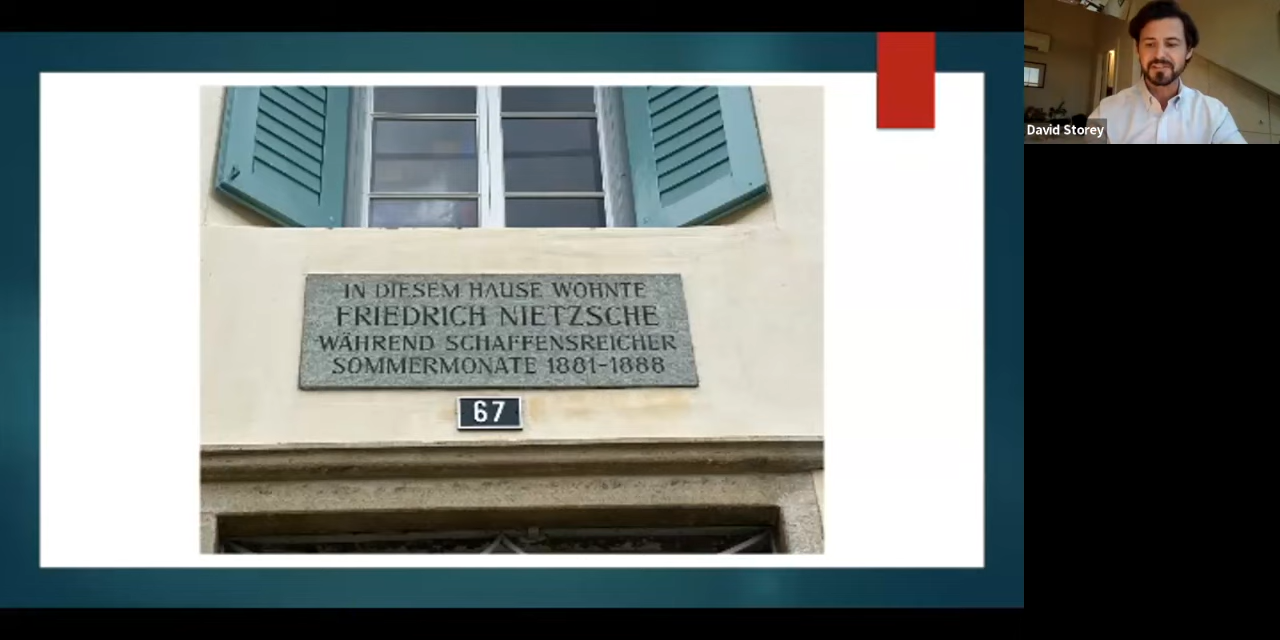 IN DIESEM HAUSE WOHNTE
FRIEDRICH NIETZSCHE
WÄHREND SCHAFFENSREICHER
SOMMERMONATE 1881-1888
67
David Storey